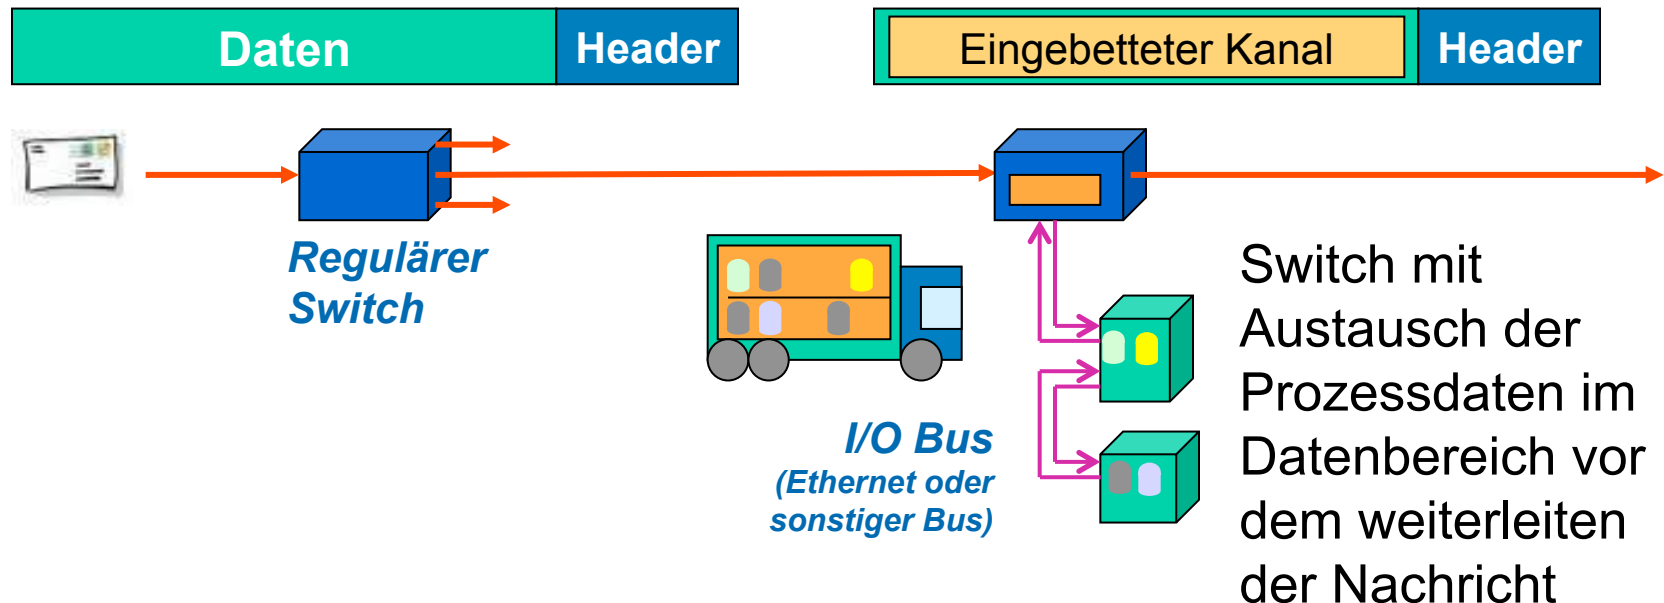 Daten Header
Eingebetteter Kanal Header
Regulärer
Switch
I/O Bus
(Ethernet oder
sonstiger Bus)
Switch mit
Austausch der
Prozessdaten im
Datenbereich vor
dem weiterleiten
der Nachricht